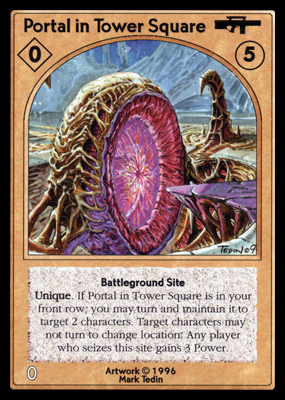 Portal in Tower Square
0
5
TEDIN 09
Battleground Site
Unique. If Portal in Tower Square is in your
front row, you may turn and maintain it to
target 2 characters. Target characters may
not turn to change location. Any player
who seizes this site gains 3 Power.
0
Artwork © 1996
Mark Tedin